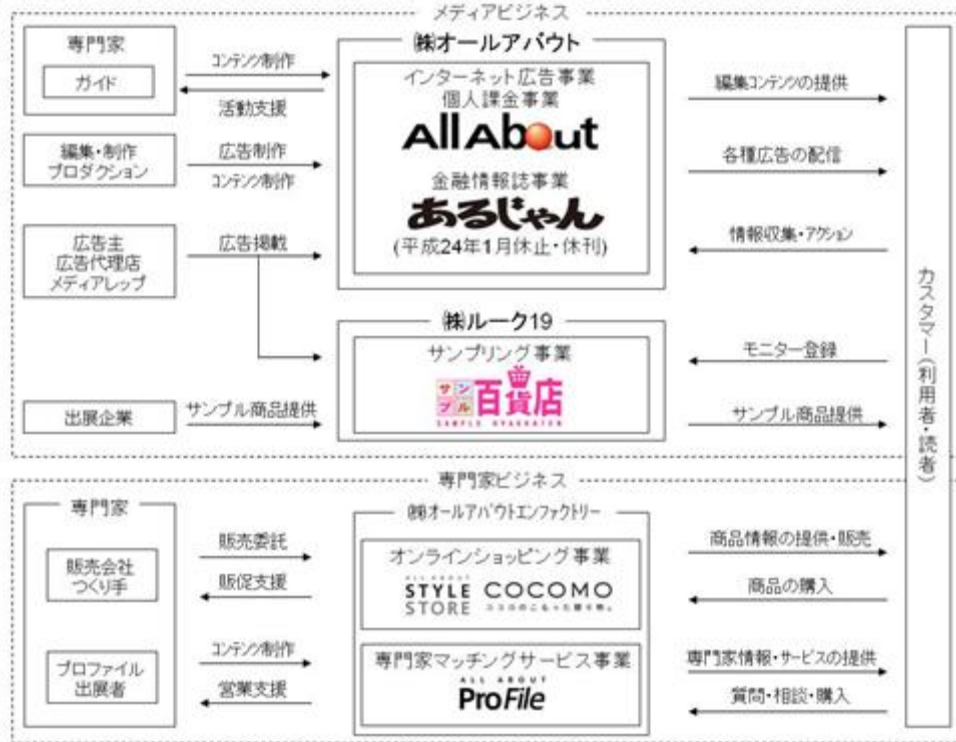 メディアビジネス
専門家
ガイド
コンテンツ制作
活動支援
編集・制作
プロダクション
広告制作
コンテンツ制作
広告主
広告代理店
メディアレップ
広告掲載
出展企業
サンプル商品提供
㈱オールアバウト
インターネット広告事業
個人課金事業
All About
金融情報誌事業
あるじゃん
(平成24年1月休止・休刊)
㈱ルーク19
サンプリング事業
サンプル百貨店
SAMPLE HYAKKATEN
編集コンテンツの提供
各種広告の配信
情報収集・アクション
モニター登録
サンプル商品提供
カスタマー(利用者・読者)
専門家ビジネス
専門家
販売会社
つくり手
販売委託
販促支援
プロファイル
出展者
コンテンツ制作
営業支援
㈱オールアバウトエンファクトリー
オンラインショッピング事業
ALL ABOUT
STYLE
STORE
COCOMO
ココロのこもった贈り物。
専門家マッチングサービス事業
ALL ABOUT
ProFile
商品情報の提供・販売
商品の購入
専門家情報・サービスの提供
質問・相談・購入